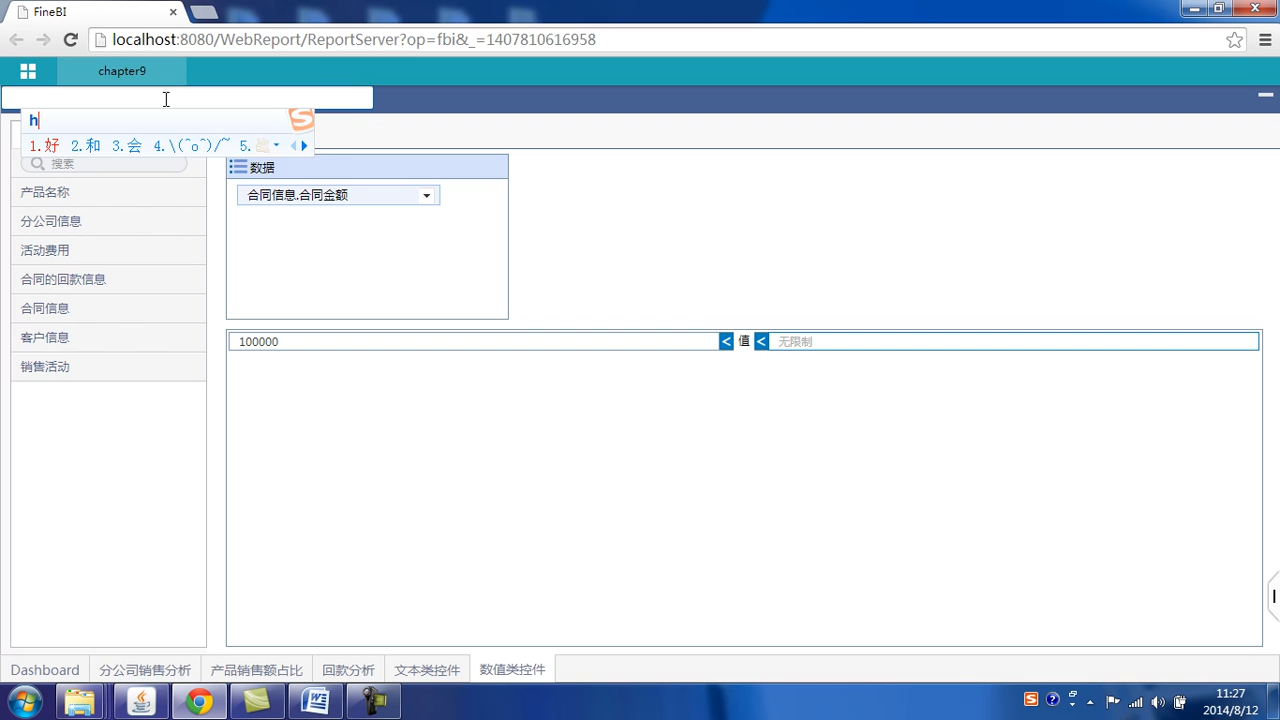 FineBI
localhost:8080/WebReport/ReportServer?op=fbi&_=1407810616958
chapter9
h
1.好 2.和 3.会 4.\(^o^)/~ 5.
搜索
数据
产品名称
合同信息.合同金额
分公司信息
活动费用
合同的回款信息
合同信息
客户信息
100000 < 值 < 无限制
销售活动
Dashboard 分公司销售分析 产品销售额占比 回款分析 文本类控件 数值类控件
11:27
2014/8/12